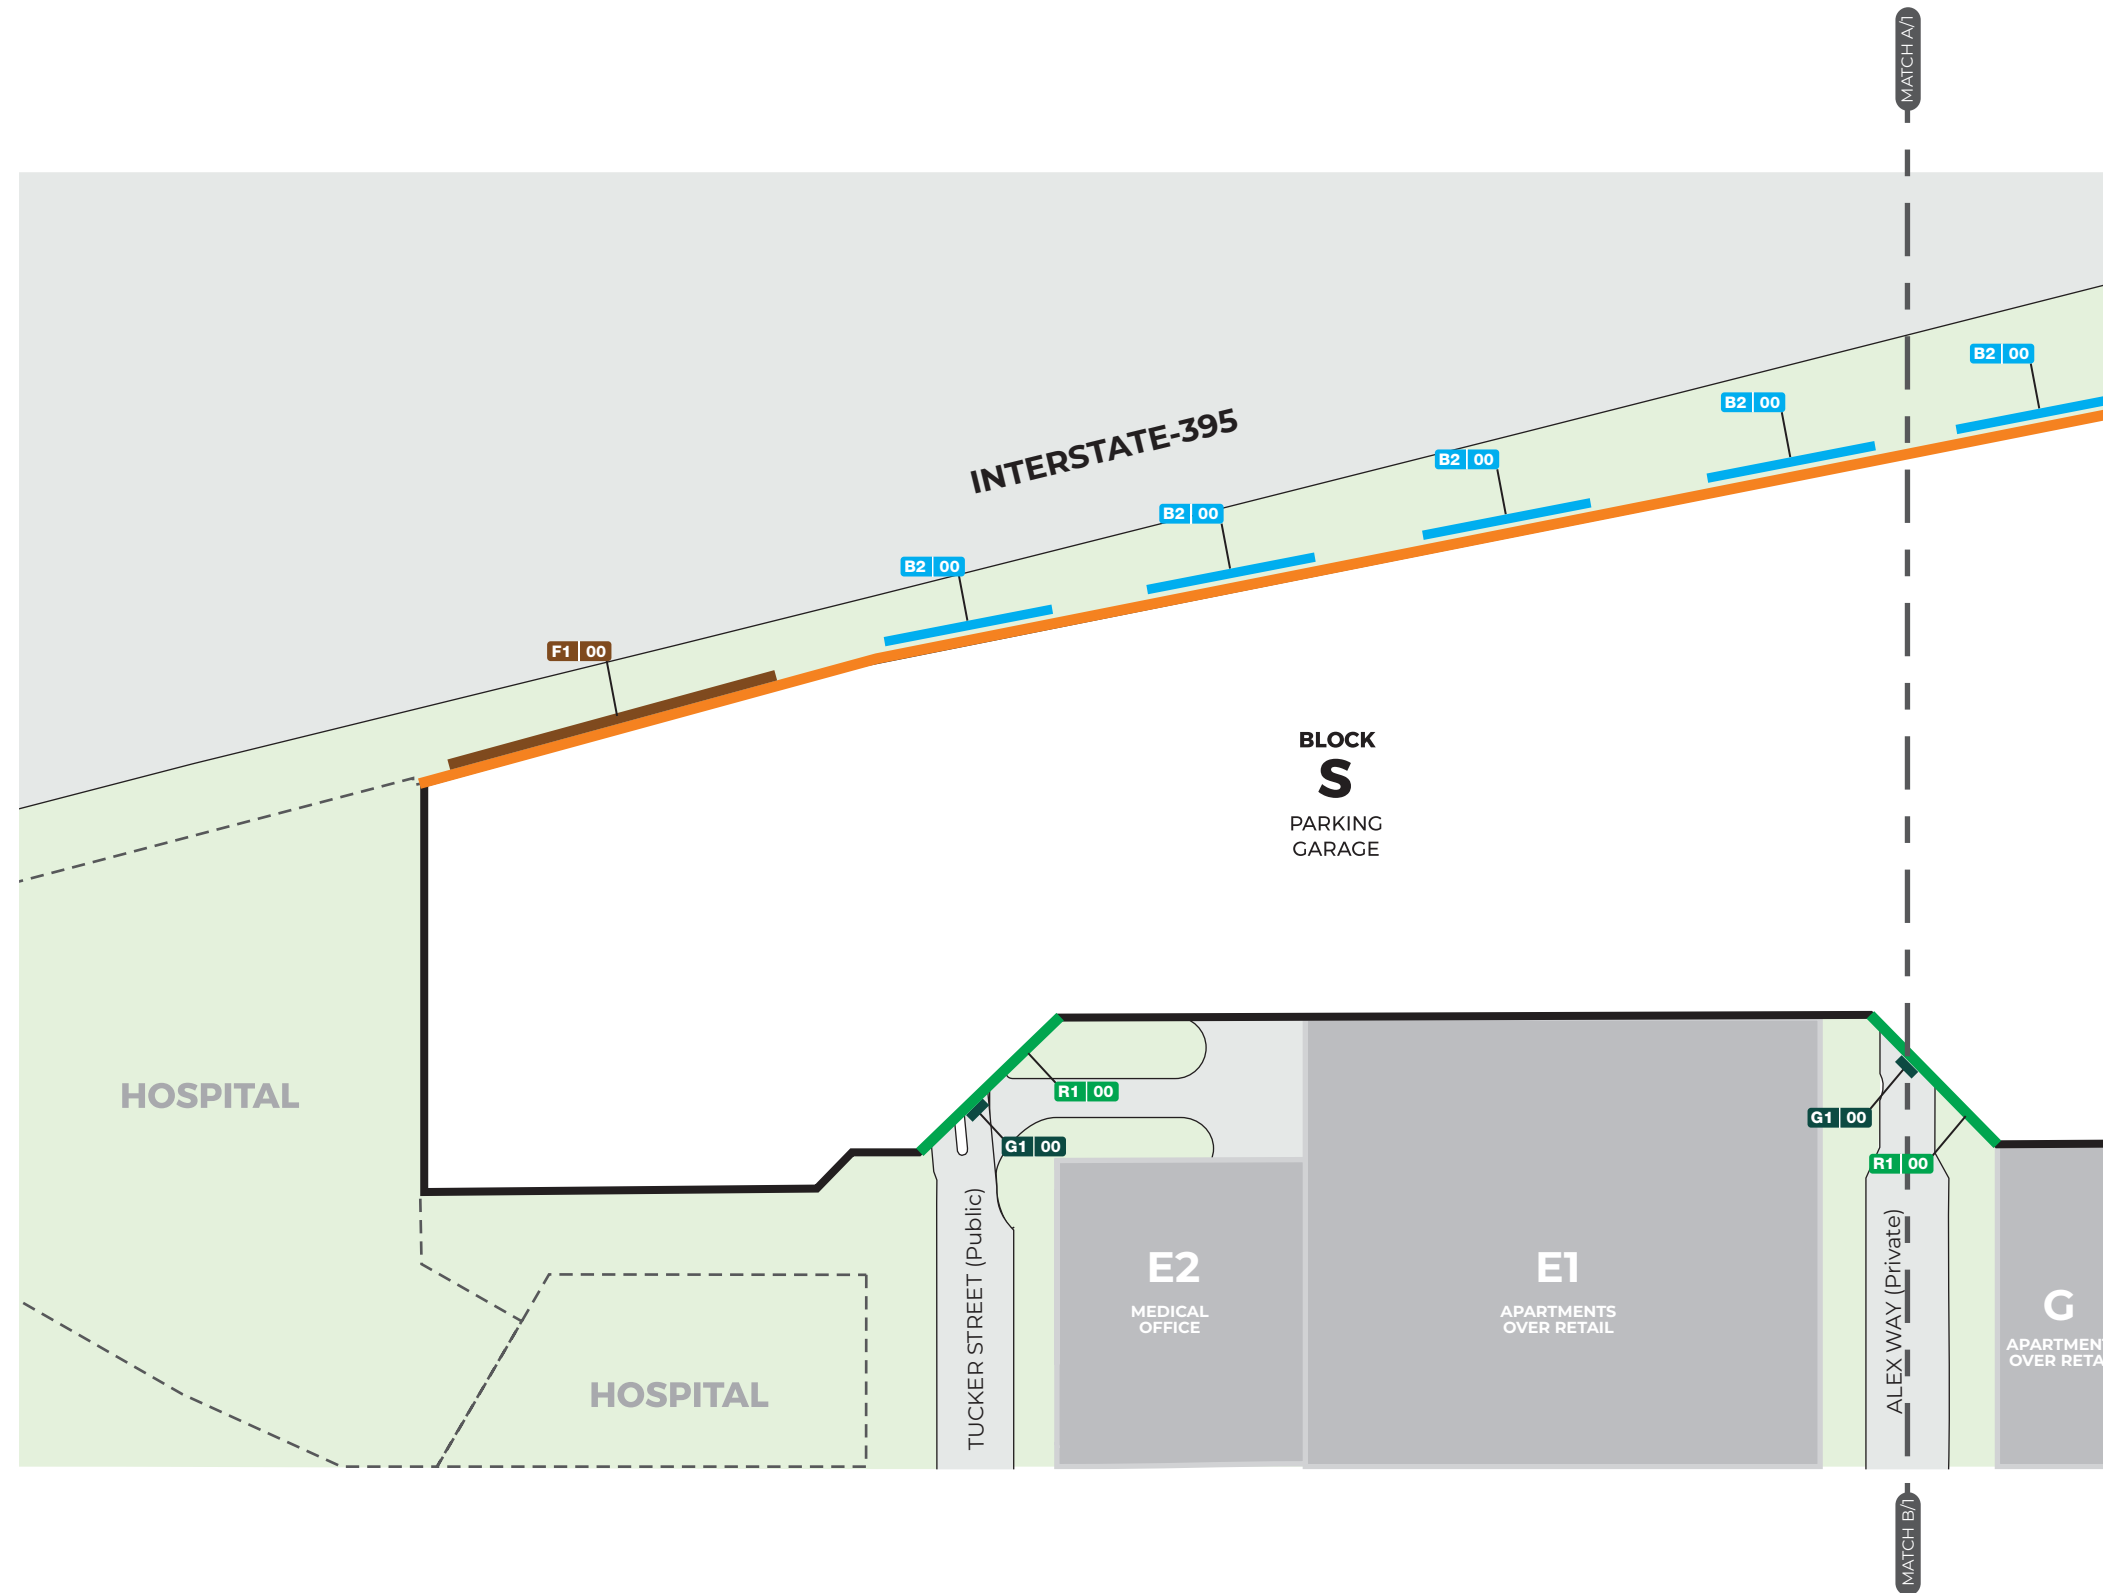 MATCH A/1
B2 00
B2 00
INTERSTATE-395
B2 00
B2 00
B2 00
F1 00
BLOCK
S
PARKING
GARAGE
HOSPITAL
R1 00
G1 00
G1 00
R1 00
TUCKER STREET (Public)
E2
MEDICAL
OFFICE
E1
APARTMENTS
OVER RETAIL
ALEX WAY (Private)
G
APARTMEN
OVER RETA
HOSPITAL
MATCH B/1